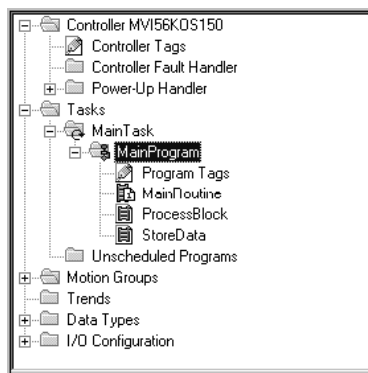 Controller MVI56KOS150
Controller Tags
Controller Fault Handler
Power-Up Handler
Tasks
MainTask
MainProgram
Program Tags
MainRoutine
ProcessBlock
StoreData
Unscheduled Programs
Motion Groups
Trends
Data Types
I/O Configuration